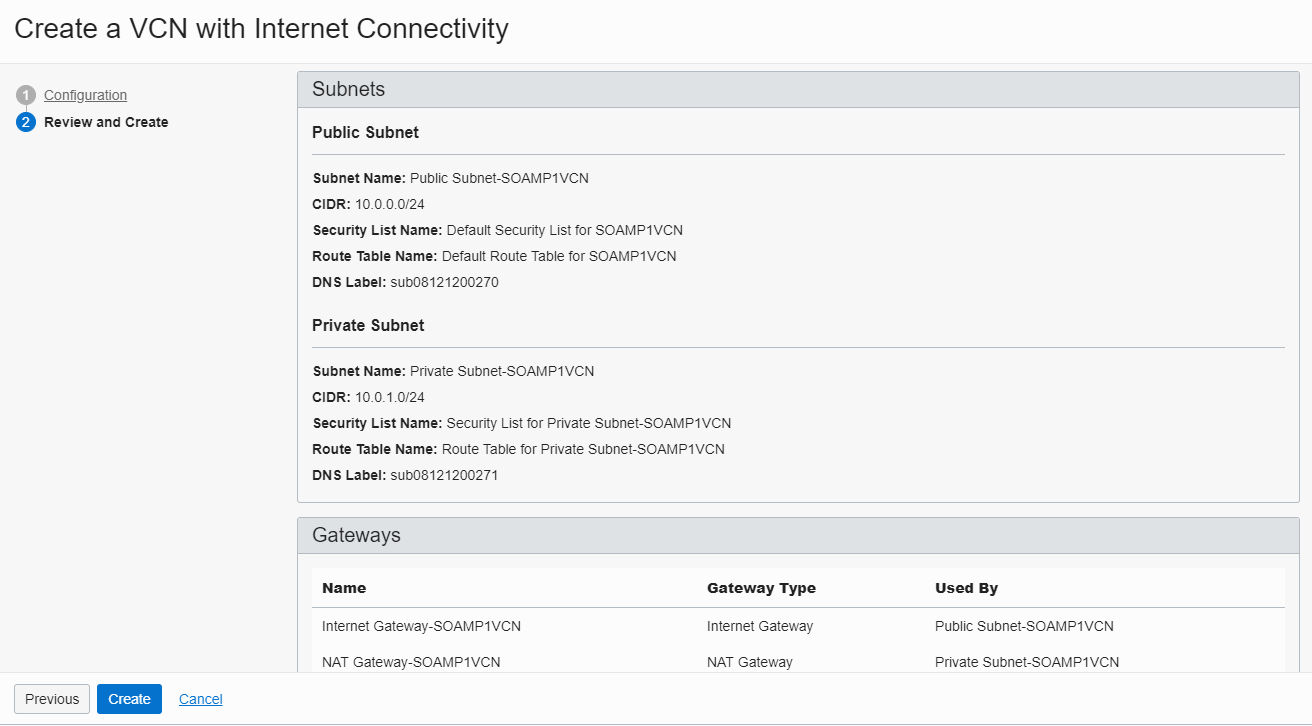 Create a VCN with Internet Connectivity
1 Configuration
2 Review and Create
Subnets
Public Subnet
Subnet Name: Public Subnet-SOAMP1VCN
CIDR: 10.0.0.0/24
Security List Name: Default Security List for SOAMP1VCN
Route Table Name: Default Route Table for SOAMP1VCN
DNS Label: sub08121200270
Private Subnet
Subnet Name: Private Subnet-SOAMP1VCN
CIDR: 10.0.1.0/24
Security List Name: Security List for Private Subnet-SOAMP1VCN
Route Table Name: Route Table for Private Subnet-SOAMP1VCN
DNS Label: sub08121200271
Gateways
Name Gateway Type Used By
Internet Gateway-SOAMP1VCN Internet Gateway Public Subnet-SOAMP1VCN
NAT Gateway-SOAMP1VCN NAT Gateway Private Subnet-SOAMP1VCN
Previous Create Cancel